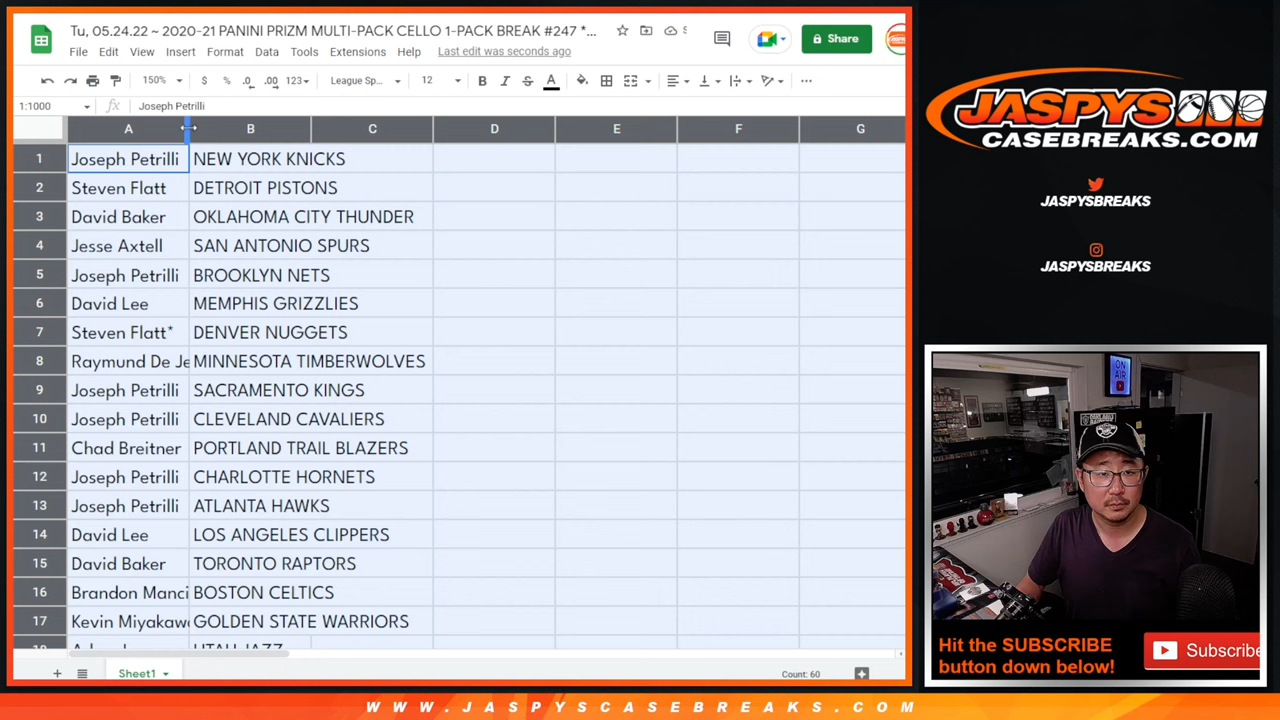 Tu, 05.24.22 ~ 2020-21 PANINI PRIZM MULTI-PACK CELLO 1-PACK BREAK #247 *...
Share
File Edit View Insert Format Data Tools Extensions Help Last edit was seconds ago
150% $ % .0 .00 123 League Sp... 12 B I S A
1:1000 fx Joseph Petrilli
A B C D E F G
1 Joseph Petrilli NEW YORK KNICKS
2 Steven Flatt DETROIT PISTONS
3 David Baker OKLAHOMA CITY THUNDER
4 Jesse Axtell SAN ANTONIO SPURS
5 Joseph Petrilli BROOKLYN NETS
6 David Lee MEMPHIS GRIZZLIES
7 Steven Flatt* DENVER NUGGETS
8 Raymund De Je MINNESOTA TIMBERWOLVES
9 Joseph Petrilli SACRAMENTO KINGS
10 Joseph Petrilli CLEVELAND CAVALIERS
11 Chad Breitner PORTLAND TRAIL BLAZERS
12 Joseph Petrilli CHARLOTTE HORNETS
13 Joseph Petrilli ATLANTA HAWKS
14 David Lee LOS ANGELES CLIPPERS
15 David Baker TORONTO RAPTORS
16 Brandon Manci BOSTON CELTICS
17 Kevin Miyakaw GOLDEN STATE WARRIORS
UTAH JAZZ
Sheet1
Count: 60
JASPYS
CASEBREAKS.COM
JASPYSBREAKS
JASPYSBREAKS
ON AIR
Hit the SUBSCRIBE
button down below!
Subscribe
WWW.JASPYSCASEBREAKS.COM